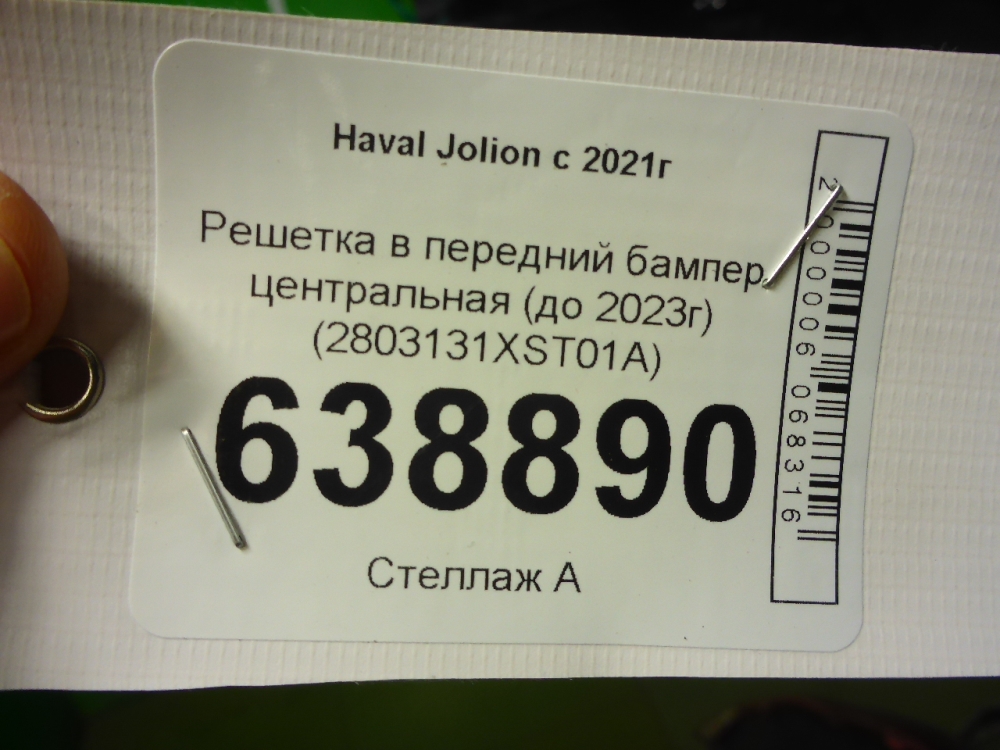 Haval Jolion с 2021г
Решетка в передний бампер
центральная (до 2023г)
(2803131XST01A)
638890
Стеллаж А
2000006068316